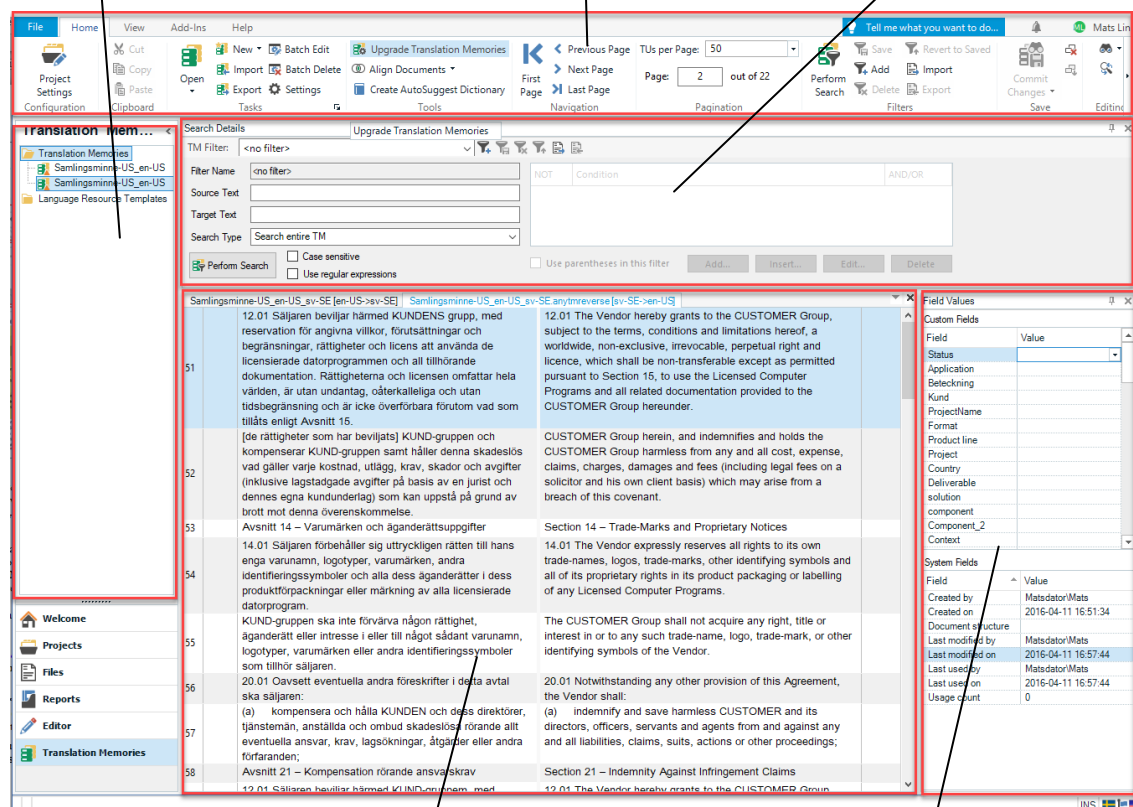 File Home View Add-Ins Help Tell me what you want to do... ML Mats Lin
Project Settings
Configuration
Cut
Copy
Paste
Clipboard
Open
New Batch Edit
Import Batch Delete
Export Settings
Tasks
Upgrade Translation Memories
Align Documents
Create AutoSuggest Dictionary
Tools
First Page
Previous Page
Next Page
Last Page
Navigation
TUs per Page: 50
Page: 2 out of 22
Pagination
Perform Search
Save Revert to Saved
Add Import
Delete Export
Filters
Commit Changes
Save
Editing
Translation Mem...
Translation Memories
Samlingsminne-US_en-US
Samlingsminne-US_en-US
Language Resource Templates
Welcome
Projects
Files
Reports
Editor
Translation Memories
Search Details
Upgrade Translation Memories
TM Filter: <no filter>
Filter Name <no filter>
Source Text
Target Text
Search Type Search entire TM
Perform Search
Case sensitive
Use regular expressions
NOT Condition AND/OR
Use parentheses in this filter Add... Insert... Edit... Delete
Samlingsminne-US_en-US_sv-SE [en-US->sv-SE] Samlingsminne-US_en-US_sv-SE.anytmreverse [sv-SE->en-US]
51
12.01 Säljaren beviljar härmed KUNDENS grupp, med
reservation för angivna villkor, förutsättningar och
begränsningar, rättigheter och licens att använda de
licensierade datorprogrammen och all tillhörande
dokumentation. Rättigheterna och licensen omfattar hela
världen, är utan undantag, oåterkalleliga och utan
tidsbegränsning och är icke överförbara förutom vad som
tillåts enligt Avsnitt 15.
12.01 The Vendor hereby grants to the CUSTOMER Group,
subject to the terms, conditions and limitations hereof, a
worldwide, non-exclusive, irrevocable, perpetual right and
licence, which shall be non-transferable except as permitted
pursuant to Section 15, to use the Licensed Computer
Programs and all related documentation provided to the
CUSTOMER Group hereunder.
52
[de rättigheter som har beviljats] KUND-gruppen och
kompenserar KUND-gruppen samt håller denna skadeslös
vad gäller varje kostnad, utlägg, krav, skador och avgifter
(inklusive lagstadgade avgifter på basis av en jurist och
dennes egna kundunderlag) som kan uppstå på grund av
brott mot denna överenskommelse.
CUSTOMER Group herein, and indemnifies and holds the
CUSTOMER Group harmless from any and all cost, expense,
claims, charges, damages and fees (including legal fees on a
solicitor and his own client basis) which may arise from a
breach of this covenant.
53
Avsnitt 14 – Varumärken och äganderättsuppgifter
Section 14 – Trade-Marks and Proprietary Notices
54
14.01 Säljaren förbehåller sig uttryckligen rätten till hans
enga varunamn, logotyper, varumärken, andra
identifieringssymboler och alla dess äganderätter i dess
produktförpackningar eller märkning av alla licensierade
datorprogram.
14.01 The Vendor expressly reserves all rights to its own
trade-names, logos, trade-marks, other identifying symbols and
all of its proprietary rights in its product packaging or labelling
of any Licensed Computer Programs.
55
KUND-gruppen ska inte förvärva någon rättighet,
äganderätt eller intresse i eller till något sådant varunamn,
logotyper, varumärken eller andra identifieringssymboler
som tillhör säljaren.
The CUSTOMER Group shall not acquire any right, title or
interest in or to any such trade-name, logo, trade-mark, or other
identifying symbols of the Vendor.
56
20.01 Oavsett eventuella andra föreskrifter i detta avtal
ska säljaren:
20.01 Notwithstanding any other provision of this Agreement,
the Vendor shall:
57
(a) kompensera och hålla KUNDEN och dess direktörer,
tjänstemän, anställda och ombud skadeslösa rörande allt
eventuella ansvar, krav, lagsökningar, åtgärder eller andra
förfaranden;
(a) indemnify and save harmless CUSTOMER and its
directors, officers, servants and agents from and against any
and all liabilities, claims, suits, actions or other proceedings;
58
Avsnitt 21 – Kompensation rörande ansvarskrav
Section 21 – Indemnity Against Infringement Claims
12.01 Säljaren beviljar härmed KUND-gruppem, med
12.01 The Vendor hereby grants to the CUSTOMER Group
Field Values
Custom Fields
Field Value
Status
Application
Beteckning
Kund
ProjectName
Format
Product line
Project
Country
Deliverable
solution
component
Component_2
Context
System Fields
Field Value
Created by Matsdator\Mats
Created on 2016-04-11 16:51:34
Document structure
Last modified by Matsdator\Mats
Last modified on 2016-04-11 16:57:44
Last used by Matsdator\Mats
Last used on 2016-04-11 16:57:44
Usage count 0
INS